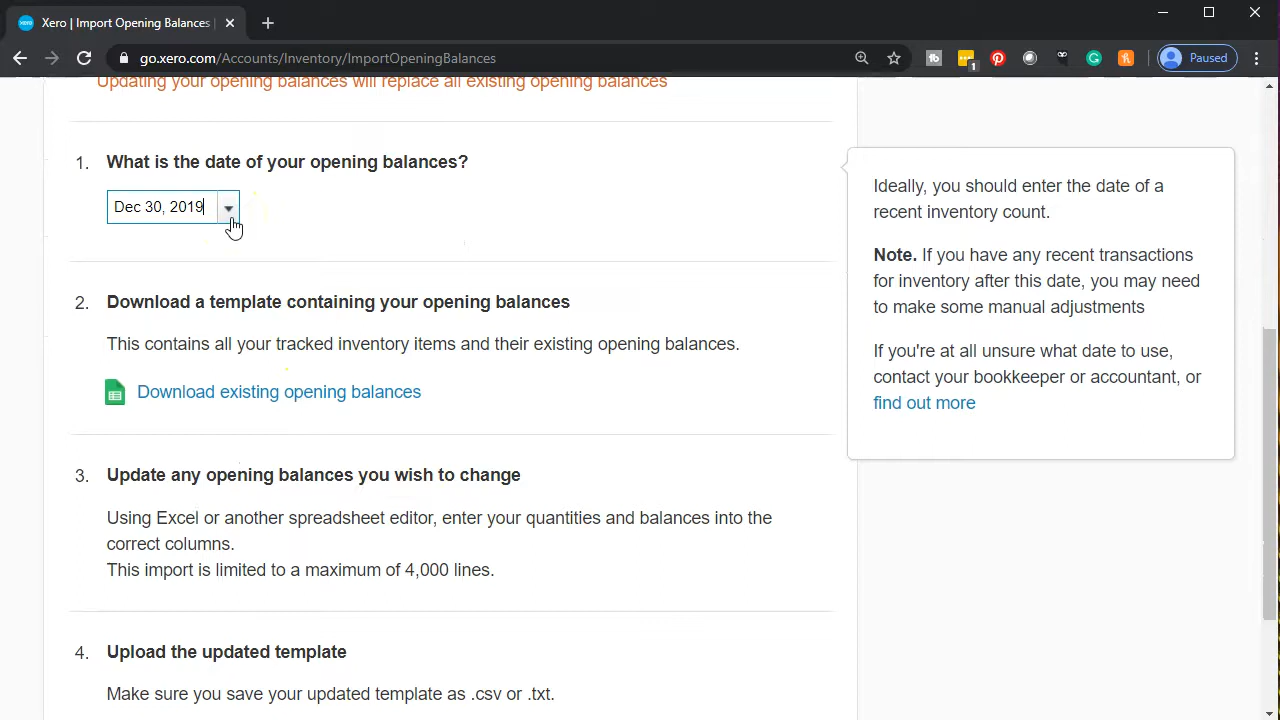 xero
Xero | Import Opening Balances |
go.xero.com/Accounts/Inventory/ImportOpeningBalances
1
Paused
Updating your opening balances will replace all existing opening balances
1. What is the date of your opening balances?
Dec 30, 2019
2. Download a template containing your opening balances
This contains all your tracked inventory items and their existing opening balances.
Download existing opening balances
3. Update any opening balances you wish to change
Using Excel or another spreadsheet editor, enter your quantities and balances into the
correct columns.
This import is limited to a maximum of 4,000 lines.
4. Upload the updated template
Make sure you save your updated template as .csv or .txt.
Ideally, you should enter the date of a
recent inventory count.
Note. If you have any recent transactions
for inventory after this date, you may need
to make some manual adjustments
If you're at all unsure what date to use,
contact your bookkeeper or accountant, or
find out more